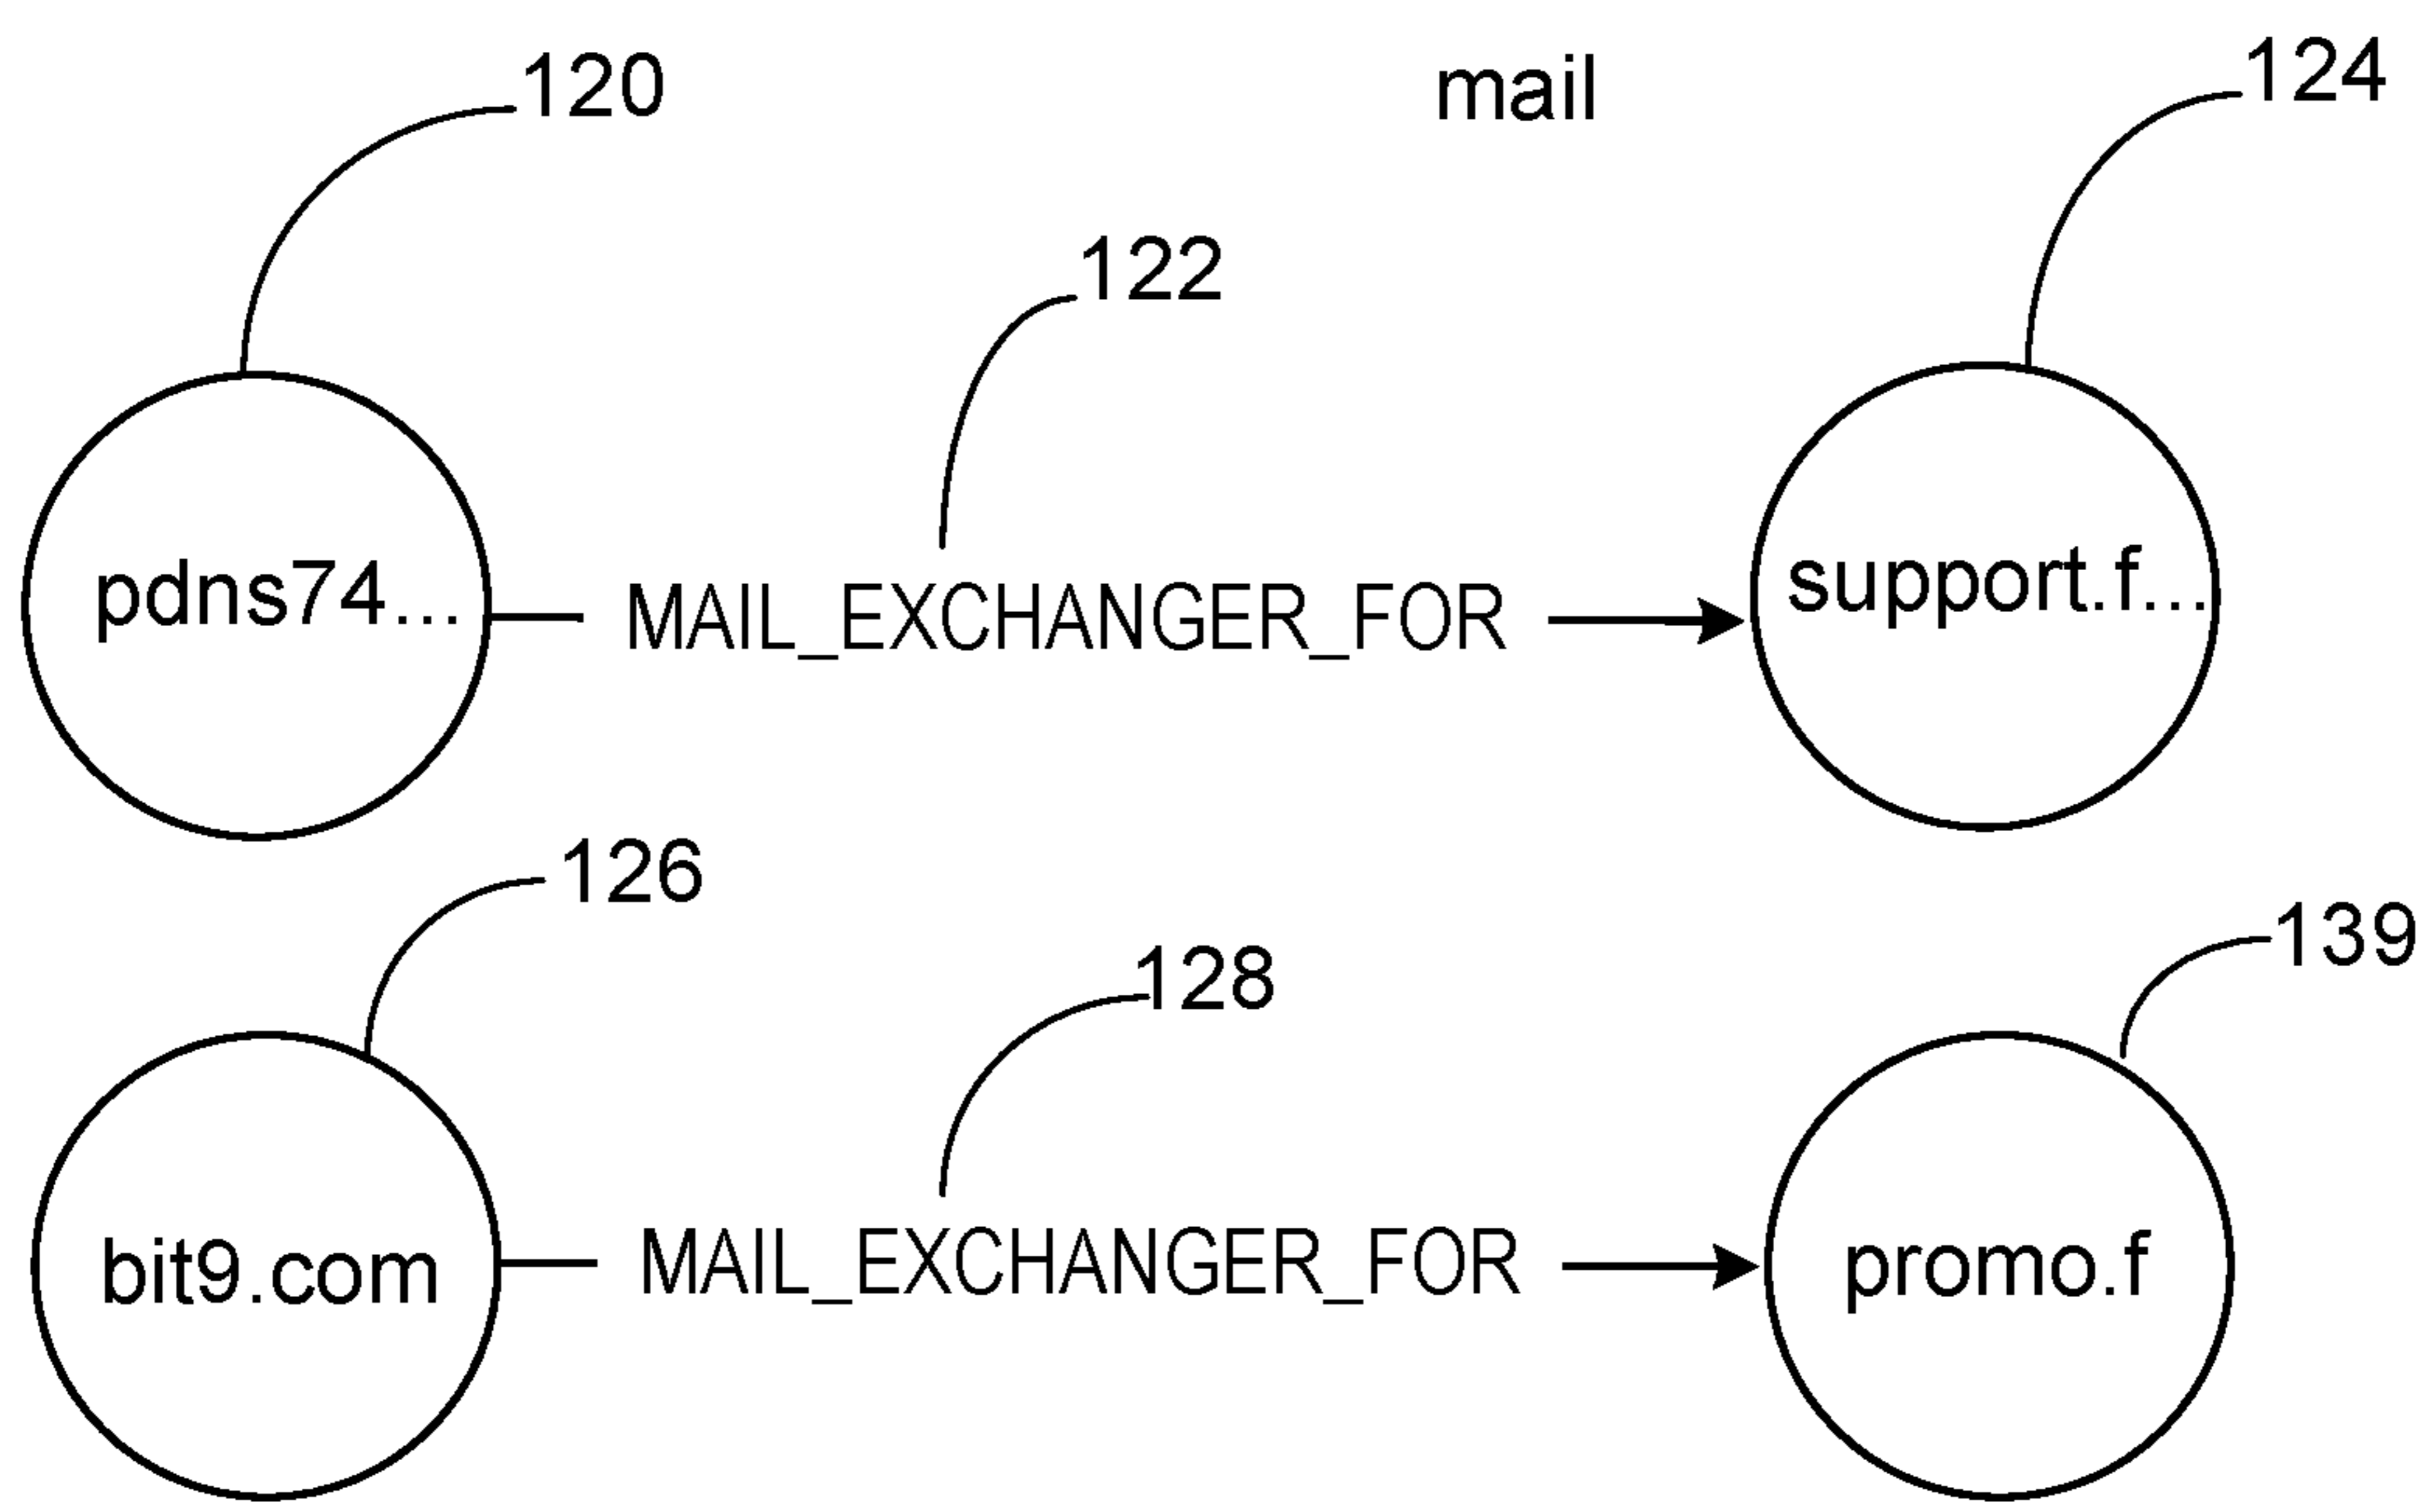 120
mail
124
122
pdns74...
MAIL_EXCHANGER_FOR
support.f...
126
139
128
bit9.com
MAIL_EXCHANGER_FOR
promo.f